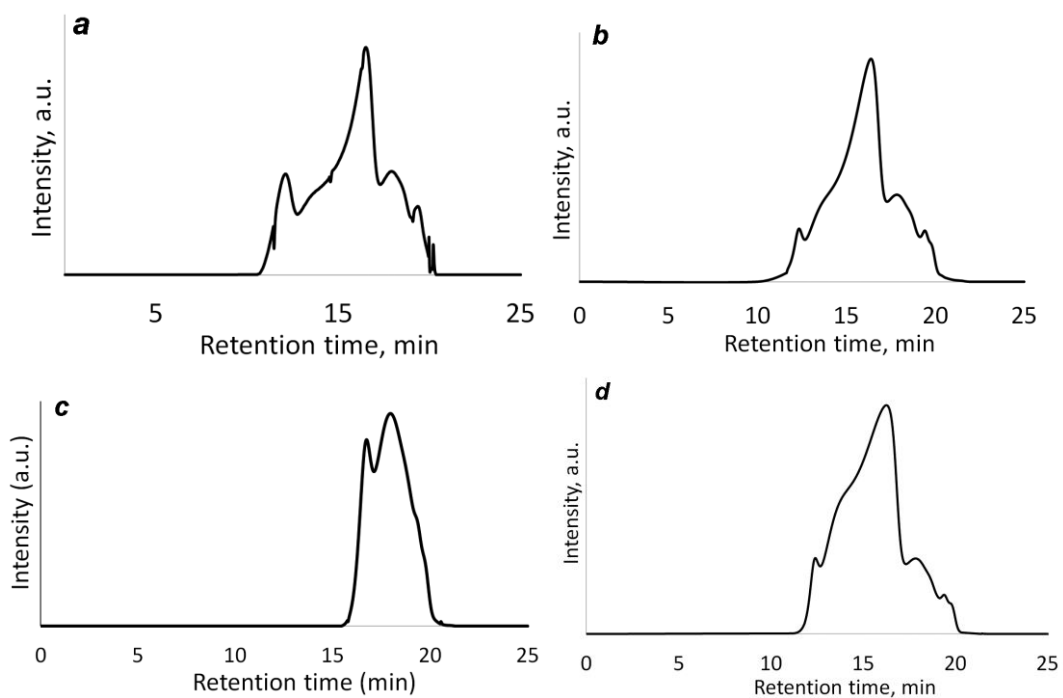 a
Intensity, a.u.
5 15 25
Retention time, min
b
Intensity, a.u.
0 5 10 15 20 25
Retention time, min
c
Intensity (a.u.)
0 5 10 15 20 25
Retention time (min)
d
Intensity, a.u.
0 5 10 15 20 25
Retention time, min